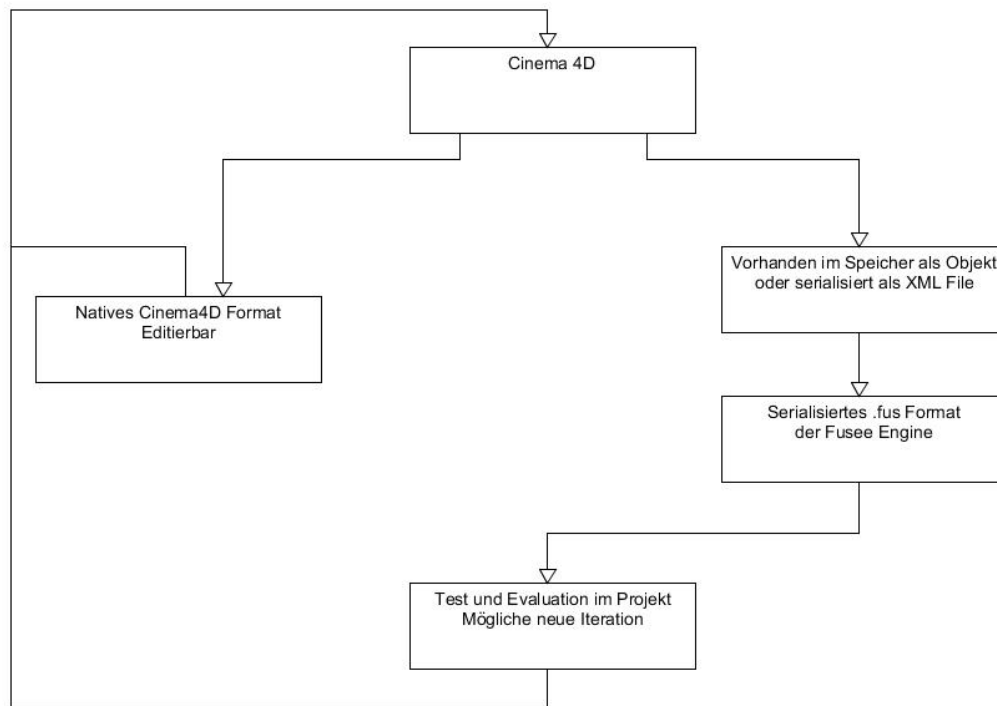 Cinema 4D
Vorhanden im Speicher als Objekt
oder serialisiert als XML File
Natives Cinema4D Format
Editierbar
Serialisiertes .fus Format
der Fusee Engine
Test und Evaluation im Projekt
Mögliche neue Iteration